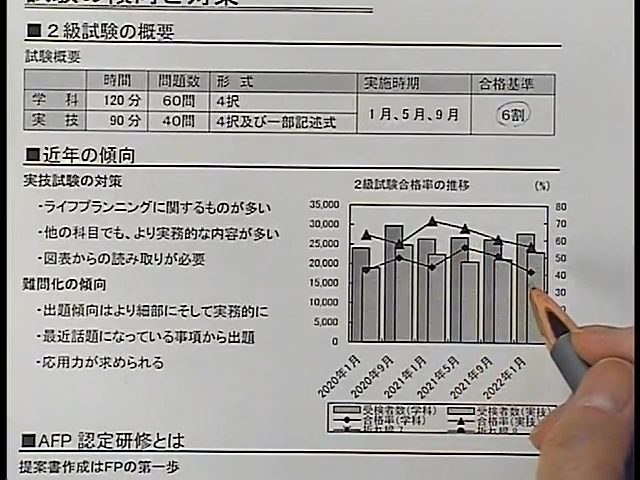 試験の傾向と対策
■２級試験の概要
試験概要
時間 問題数 形 式 実施時期 合格基準
学 科 120分 60問 4択 1月、5月、9月 6割
実 技 90分 40問 4択及び一部記述式
■近年の傾向
実技試験の対策
・ライフプランニングに関するものが多い
・他の科目でも、より実務的な内容が多い
・図表からの読み取りが必要
難問化の傾向
・出題傾向はより細部にそして実務的に
・最近話題になっている事項から出題
・応用力が求められる
2級試験合格率の推移 (%)
35,000 80
30,000 70
25,000 60
20,000 50
15,000 40
10,000 30
5,000
0
2020年1月 2020年9月 2021年1月 2021年5月 2021年9月 2022年1月
受検者数(学科) 受検者数(実技)
合格率(学科) 合格率(実技)
■AFP 認定研修とは
提案書作成はFPの第一歩